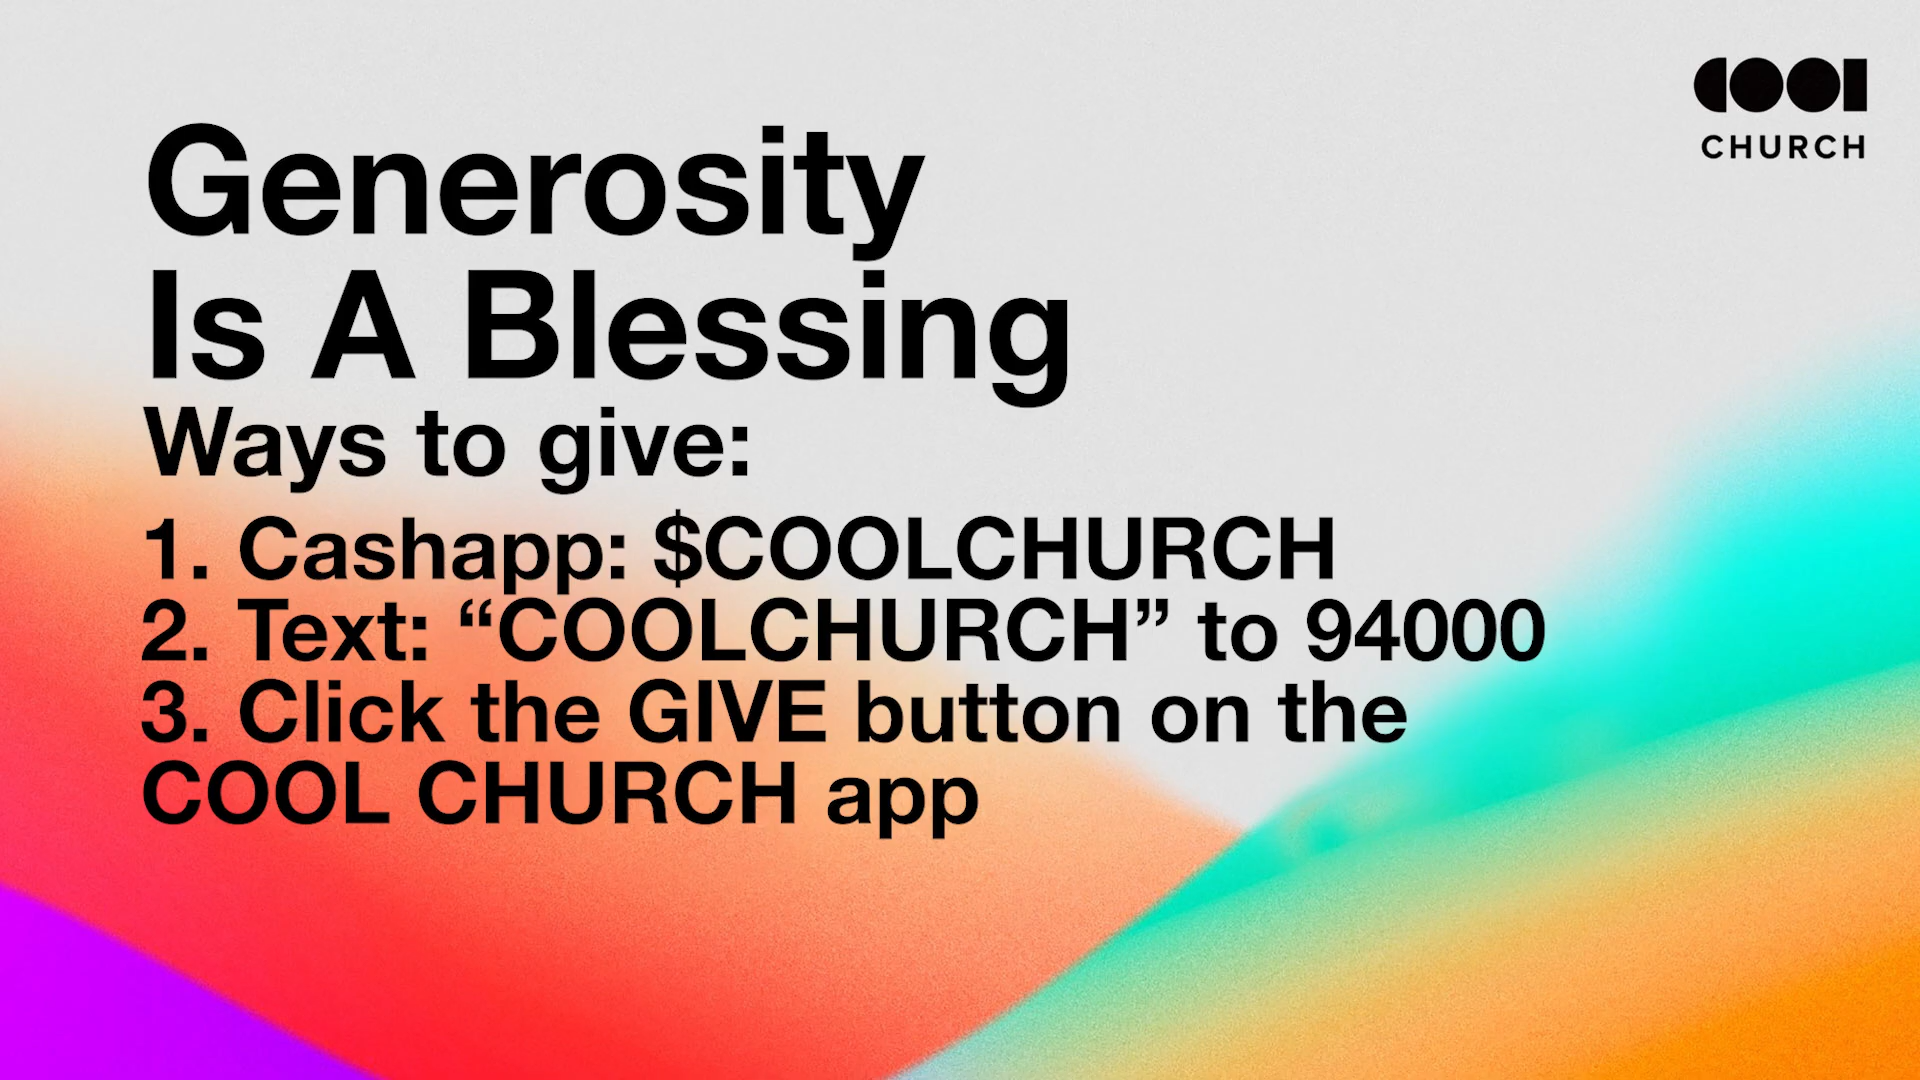 COOL
CHURCH
Generosity
Is A Blessing
Ways to give:
1. Cashapp: $COOLCHURCH
2. Text: “COOLCHURCH” to 94000
3. Click the GIVE button on the
COOL CHURCH app